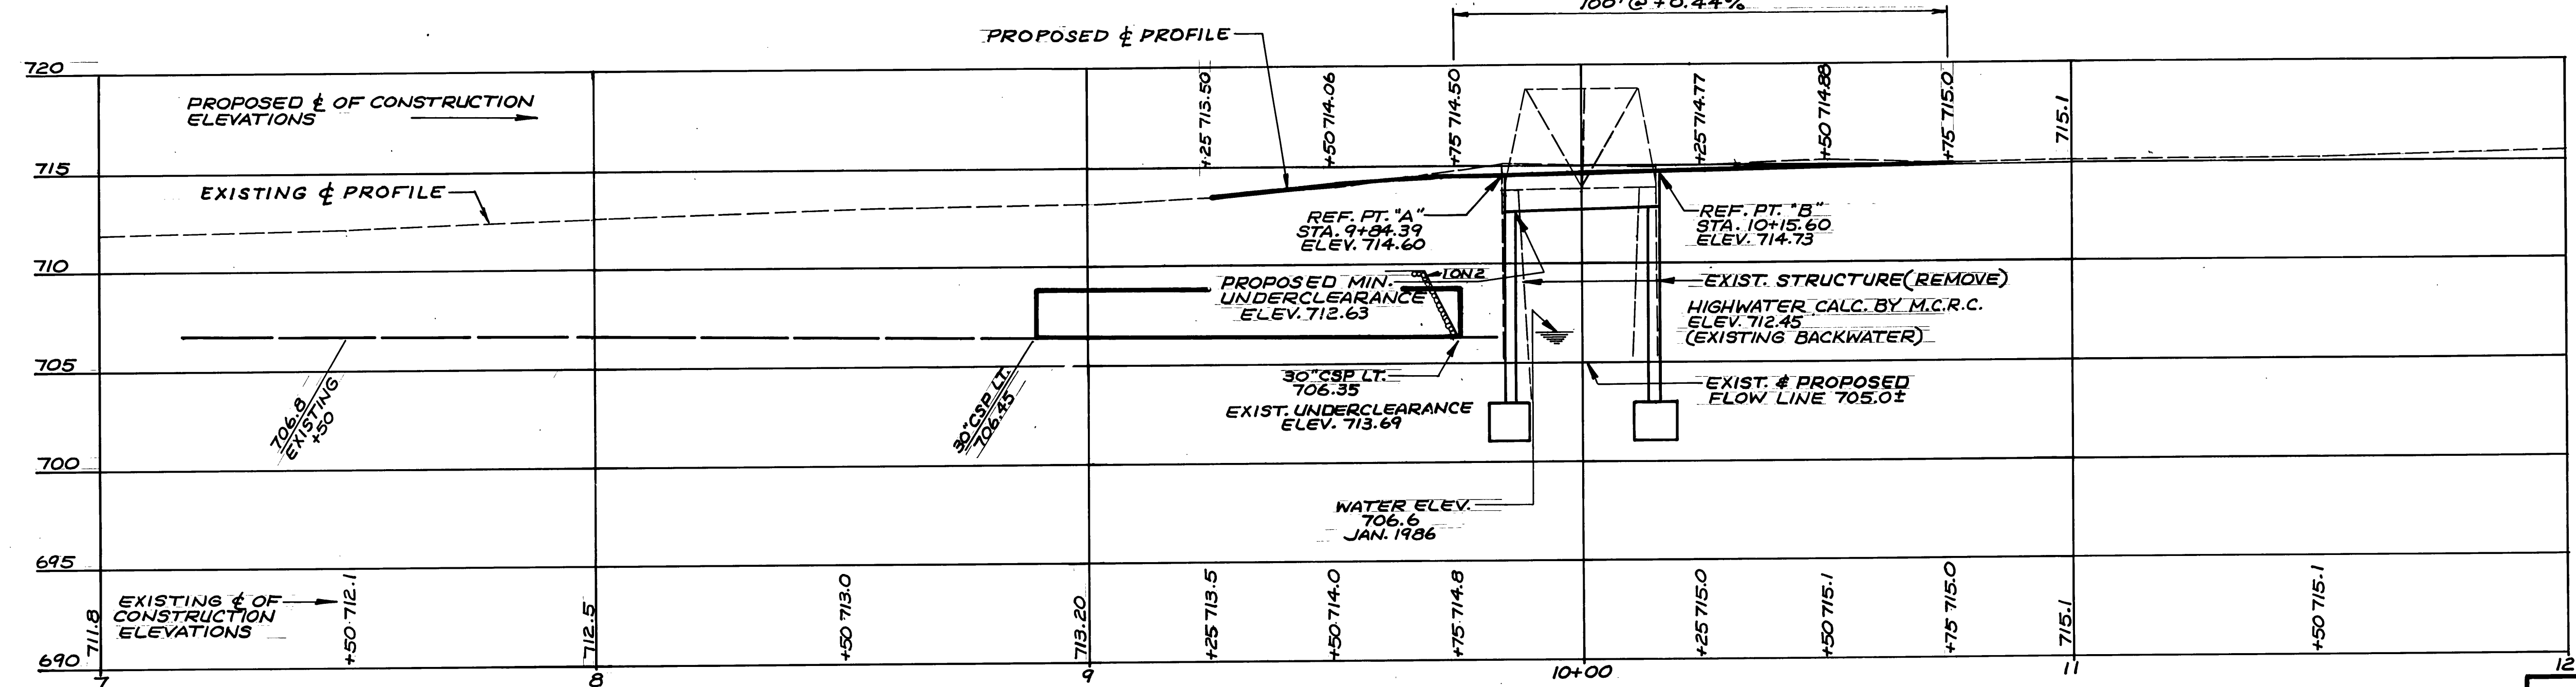 100' @ +0.44%
PROPOSED ℄ PROFILE
720
PROPOSED ℄ OF CONSTRUCTION
ELEVATIONS
+25 713.50
+50 714.06
+75 714.50
+25 714.77
+50 714.88
+75 715.0
715.1
715
EXISTING ℄ PROFILE
REF. PT. "A"
STA. 9+84.39
ELEV. 714.60
REF. PT. "B"
STA. 10+15.60
ELEV. 714.73
710
1 ON 2
PROPOSED MIN.
UNDERCLEARANCE
ELEV. 712.63
EXIST. STRUCTURE (REMOVE)
HIGHWATER CALC. BY M.C.R.C.
ELEV. 712.45
(EXISTING BACKWATER)
705
706.8
EXISTING
+50
30" CSP LT.
706.45
30" CSP LT.
706.35
EXIST. UNDERCLEARANCE
ELEV. 713.69
EXIST. & PROPOSED
FLOW LINE 705.0±
700
WATER ELEV.
706.6
JAN. 1986
695
EXISTING ℄ OF
CONSTRUCTION
ELEVATIONS
711.8
+50 712.1
712.5
+50 713.0
713.20
+25 713.5
+50 714.0
+75 714.8
+25 715.0
+50 715.1
+75 715.0
715.1
+50 715.1
690
7
8
9
10+00
11
12